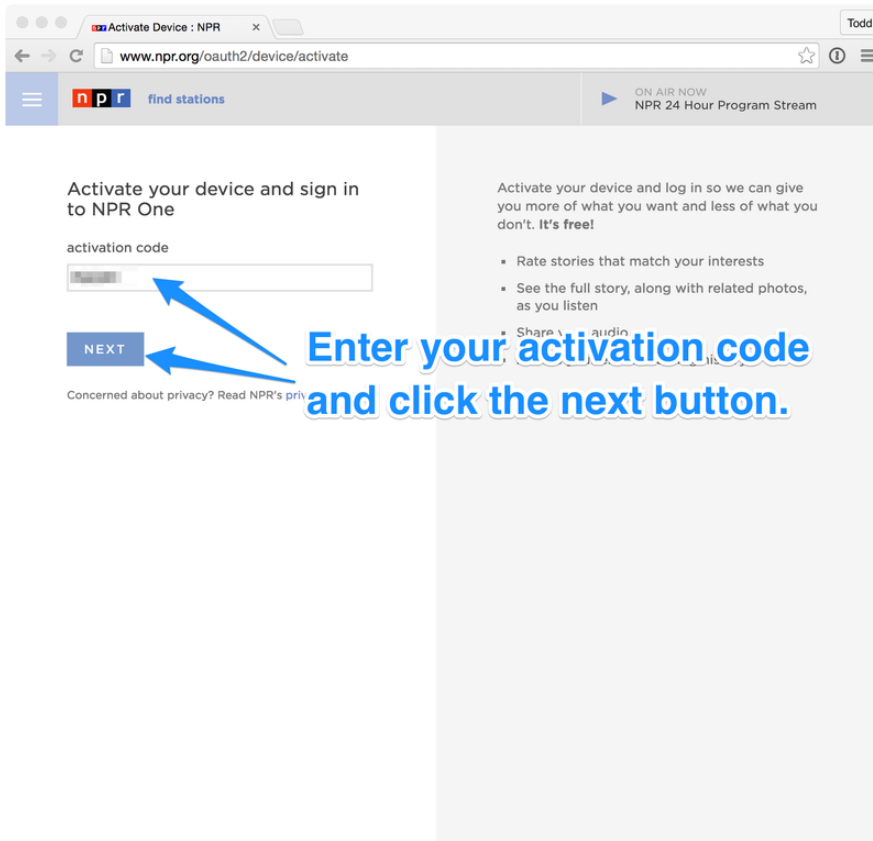 npr Activate Device : NPR ×
Todd
www.npr.org/oauth2/device/activate
npr find stations
ON AIR NOW
NPR 24 Hour Program Stream
Activate your device and sign in
to NPR One
activation code
NEXT
Concerned about privacy? Read NPR's
Activate your device and log in so we can give
you more of what you want and less of what you
don't. It's free!
▪ Rate stories that match your interests
▪ See the full story, along with related photos,
as you listen
▪ Share audio
Enter your activation code
and click the next button.